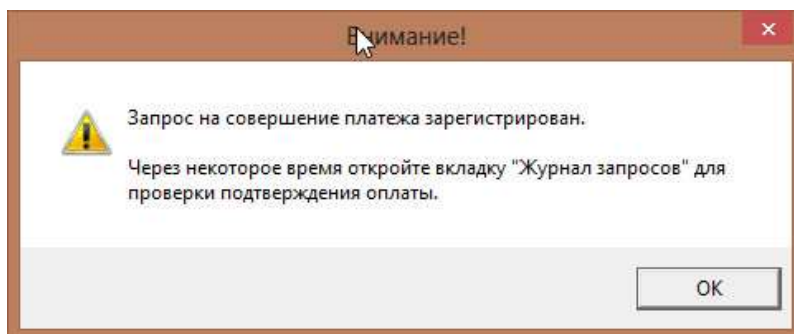 Внимание!
Запрос на совершение платежа зарегистрирован.
Через некоторое время откройте вкладку "Журнал запросов" для
проверки подтверждения оплаты.
OK